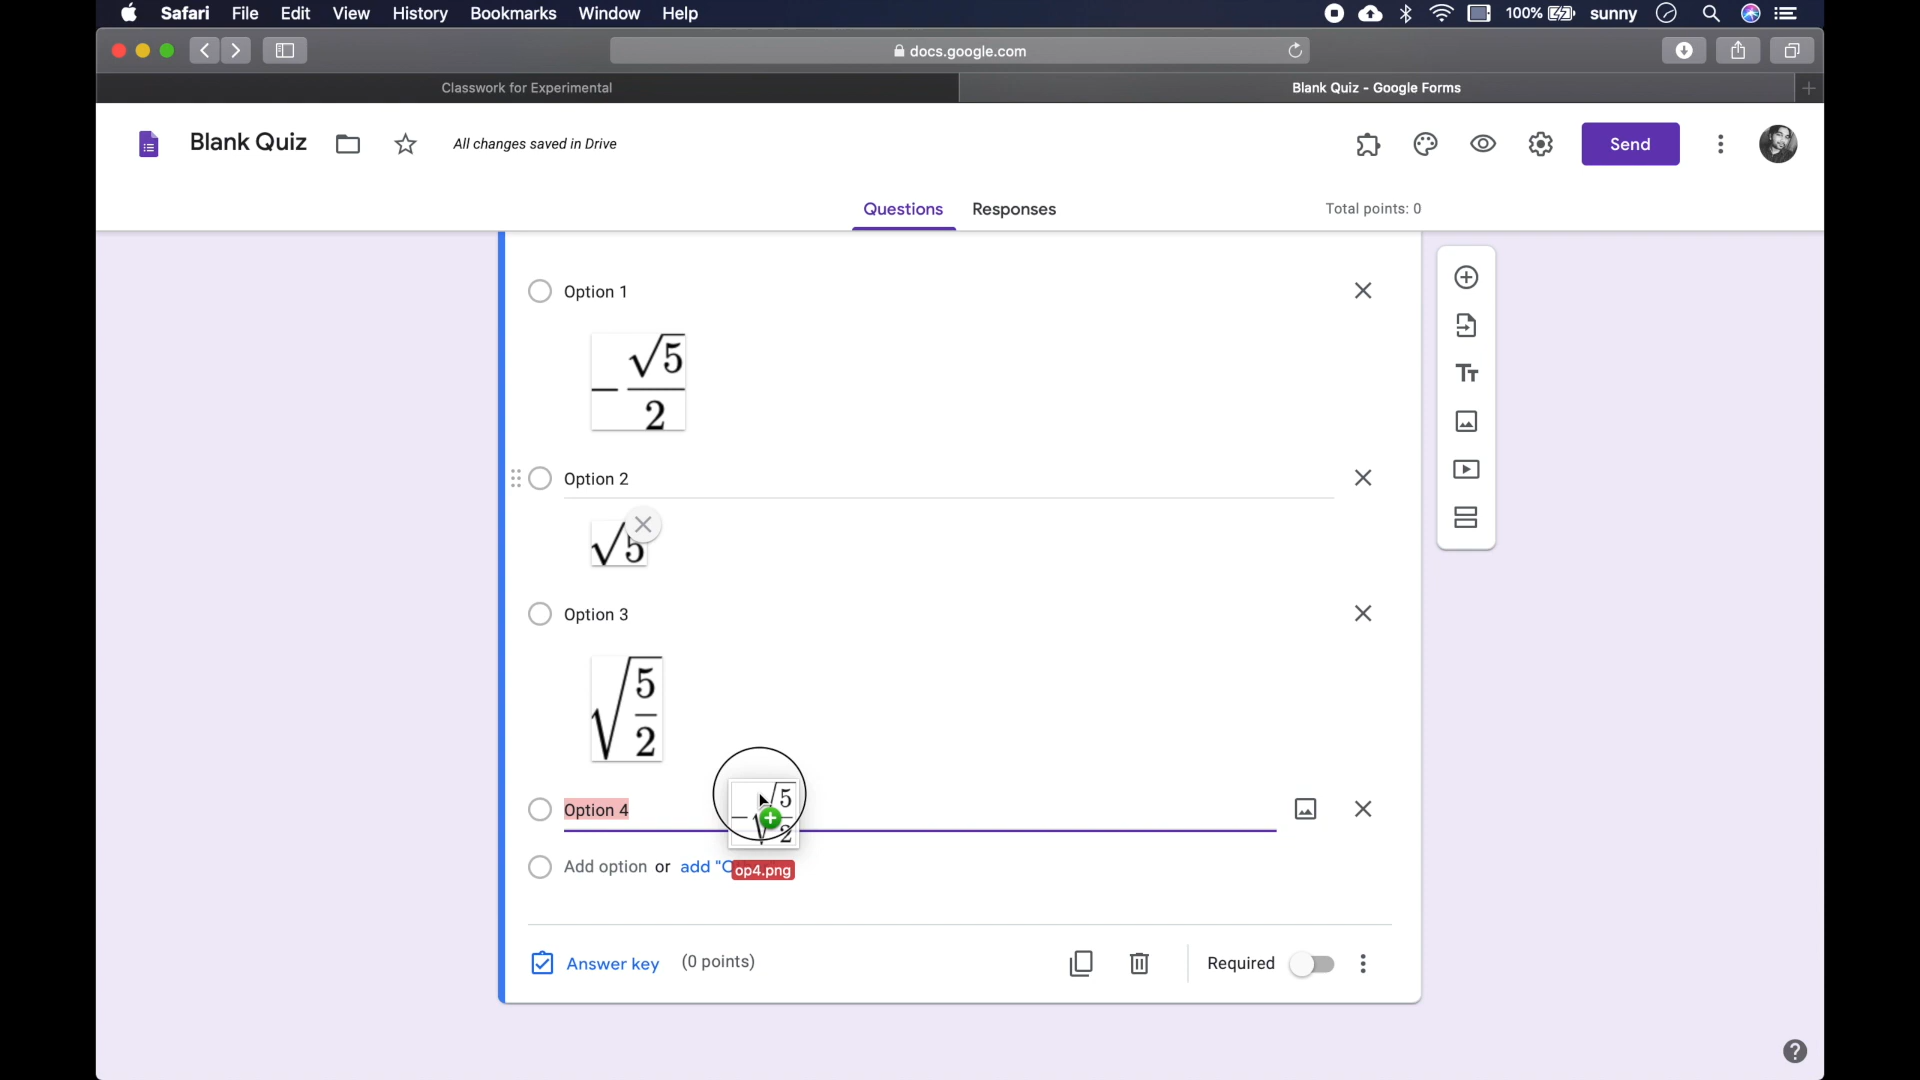 Safari File Edit View History Bookmarks Window Help 100% sunny
docs.google.com
Classwork for Experimental
Blank Quiz - Google Forms
Blank Quiz
All changes saved in Drive
Send
Questions
Responses
Total points: 0
Option 1
-√5/2
Option 2
√5
Option 3
√5/2
Option 4
-√5/2
Add option or add "O
op4.png
Answer key (0 points)
Required